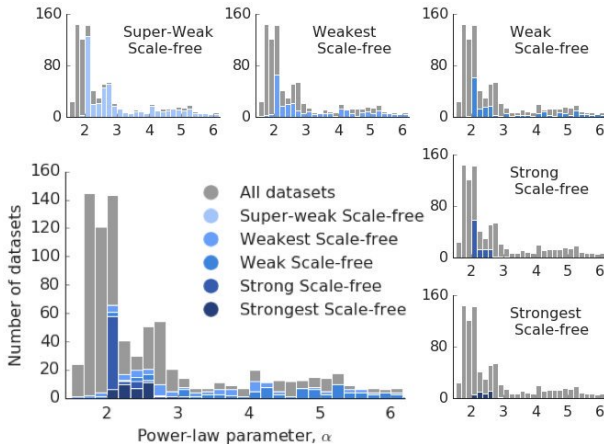 160
80
0
2 3 4 5 6
Super-Weak
Scale-free
160
80
0
2 3 4 5 6
Weakest
Scale-free
160
80
0
2 3 4 5 6
Weak
Scale-free
160
140
120
100
80
60
40
20
0
2 3 4 5 6
Number of datasets
Power-law parameter, α
All datasets
Super-weak Scale-free
Weakest Scale-free
Weak Scale-free
Strong Scale-free
Strongest Scale-free
160
80
0
2 3 4 5 6
Strong
Scale-free
160
80
0
2 3 4 5 6
Strongest
Scale-free